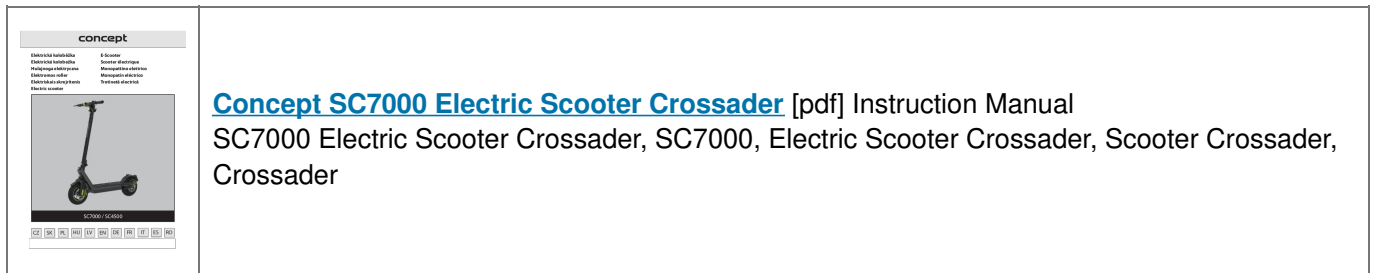 concept
Elektrická koloběžka
Elektrická kolobežka
Hulajnoga elektryczna
Elektromos roller
Elektriskais skrejritenis
Electric scooter
E-Scooter
Scooter électrique
Monopattino elettrico
Monopatín eléctrico
Trotinetă electrică
SC7000 / SC4500
CZ SK PL HU LV EN DE FR IT ES RO
Concept SC7000 Electric Scooter Crossader [pdf] Instruction Manual
SC7000 Electric Scooter Crossader, SC7000, Electric Scooter Crossader, Scooter Crossader,
Crossader